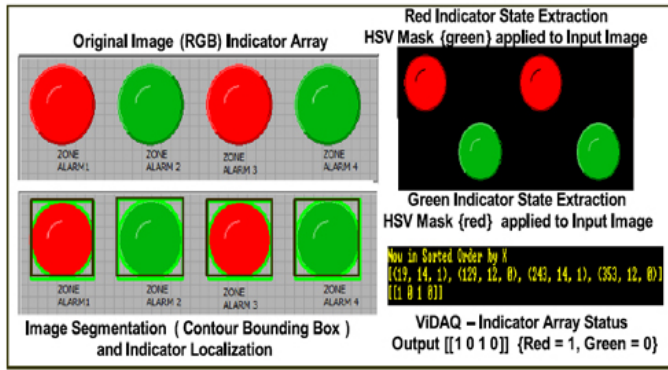 Original Image (RGB) Indicator Array
ZONE
ALARM1
ZONE
ALARM 2
ZONE
ALARM 3
ZONE
ALARM 4
ZONE
ALARM1
ZONE
ALARM 2
ZONE
ALARM 3
ZONE
ALARM 4
Image Segmentation ( Contour Bounding Box )
and Indicator Localization
Red Indicator State Extraction
HSV Mask {green} applied to Input Image
Green Indicator State Extraction
HSV Mask {red} applied to Input Image
Now in Sorted Order by X
[(19, 14, 1), (129, 12, 0), (243, 14, 1), (353, 12, 0)]
[[1 0 1 0]]
ViDAQ – Indicator Array Status
Output [[1 0 1 0]] {Red = 1, Green = 0}